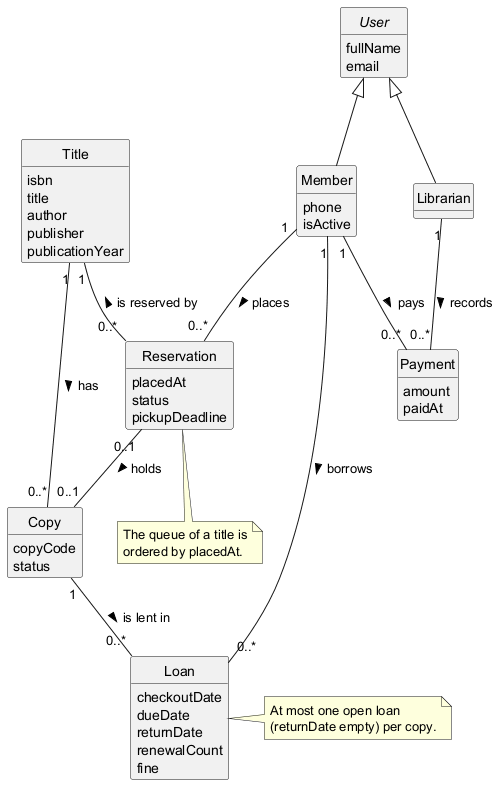 User
fullName
email
Title
isbn
title
author
publisher
publicationYear
Member
phone
isActive
Librarian
1
1
1
1
1
1
is reserved by
places
pays
records
0..*
0..*
0..*
0..*
Reservation
placedAt
status
pickupDeadline
Payment
amount
paidAt
has
0..1
holds
borrows
0..*
0..1
Copy
copyCode
status
The queue of a title is
ordered by placedAt.
1
is lent in
0..*
0..*
Loan
checkoutDate
dueDate
returnDate
renewalCount
fine
At most one open loan
(returnDate empty) per copy.